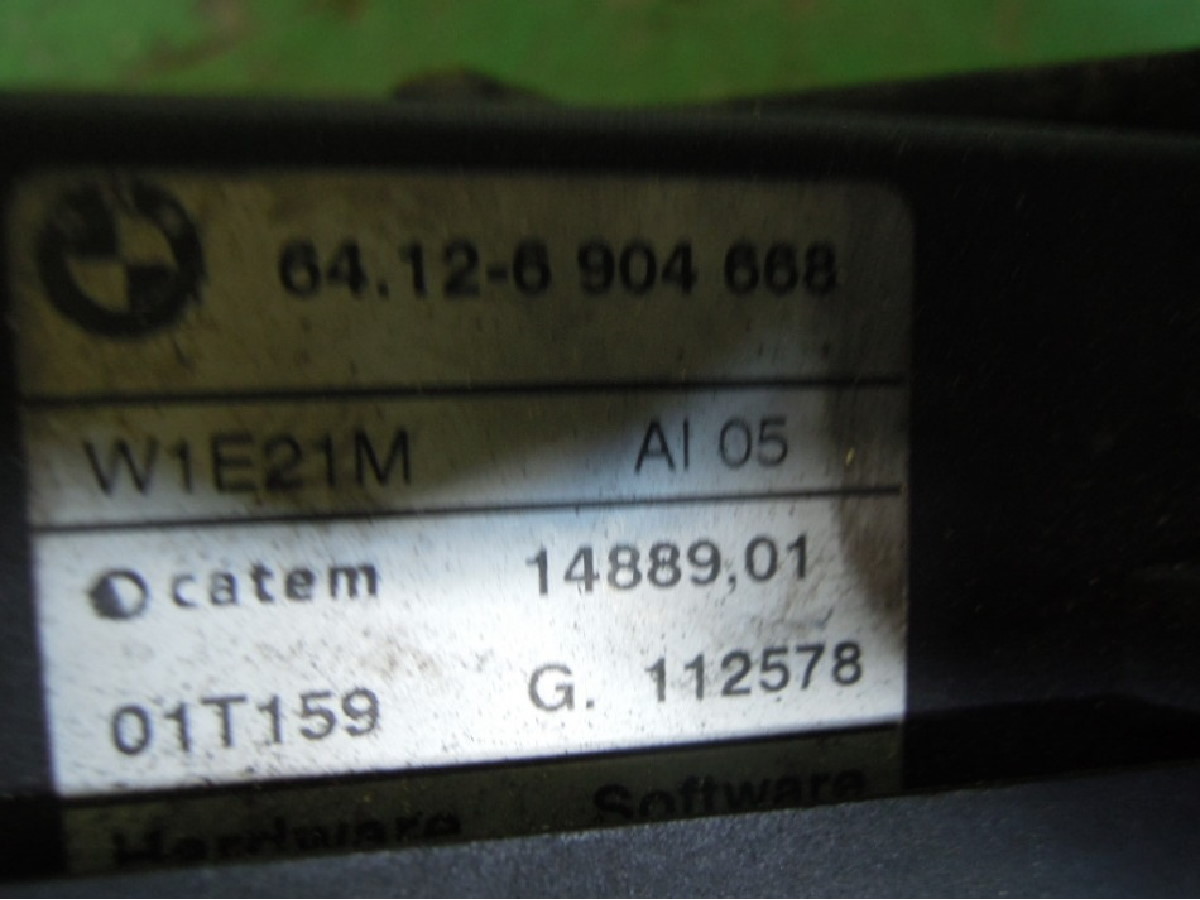 64.12-6 904 668
W1E21M AI 05
catem 14889,01
01T159 G. 112578
Hardware Software